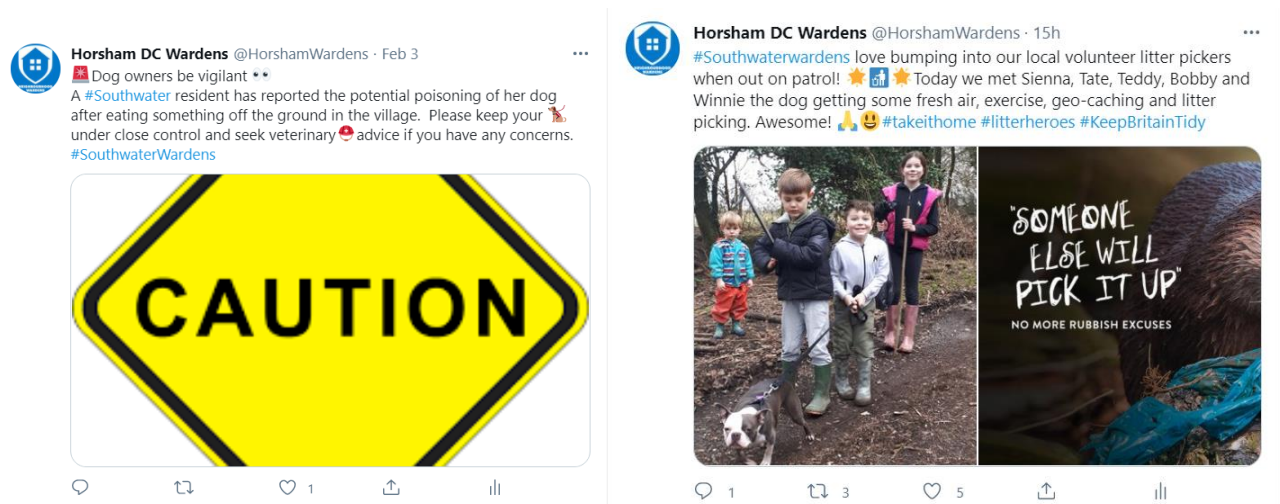 Horsham DC Wardens @HorshamWardens · Feb 3
🚨Dog owners be vigilant 👀
A #Southwater resident has reported the potential poisoning of her dog
after eating something off the ground in the village.  Please keep your 🐕
under close control and seek veterinary⛑advice if you have any concerns.
#SouthwaterWardens
CAUTION
1
Horsham DC Wardens @HorshamWardens · 15h
#Southwaterwardens love bumping into our local volunteer litter pickers
when out on patrol! 🌟🚮🌟Today we met Sienna, Tate, Teddy, Bobby and
Winnie the dog getting some fresh air, exercise, geo-caching and litter
picking. Awesome! 🙏😃#takeithome #litterheroes #KeepBritainTidy
"SOMEONE
ELSE WILL
PICK IT UP"
NO MORE RUBBISH EXCUSES
1 3 5